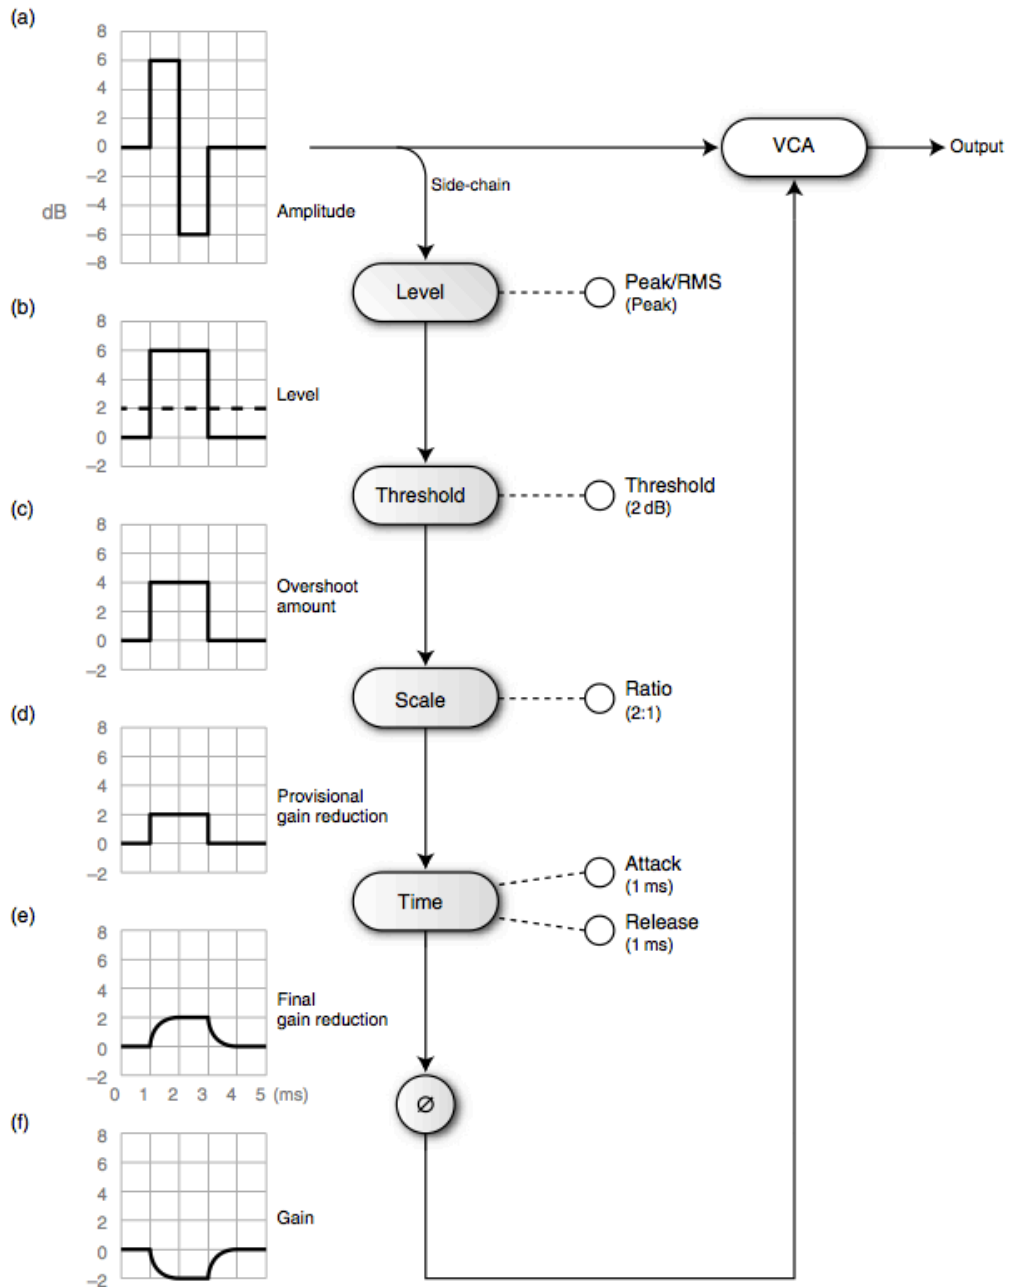 (a)
8
6
4
2
0
−2
−4
−6
−8
dB
Amplitude
Side-chain
VCA
Output
Level
Peak/RMS
(Peak)
(b)
8
6
4
2
0
−2
Level
Threshold
Threshold
(2 dB)
(c)
8
6
4
2
0
−2
Overshoot
amount
Scale
Ratio
(2:1)
(d)
8
6
4
2
0
−2
Provisional
gain reduction
Time
Attack
(1 ms)
Release
(1 ms)
(e)
8
6
4
2
0
−2
Final
gain reduction
0 1 2 3 4 5 (ms)
∅
(f)
8
6
4
2
0
−2
Gain